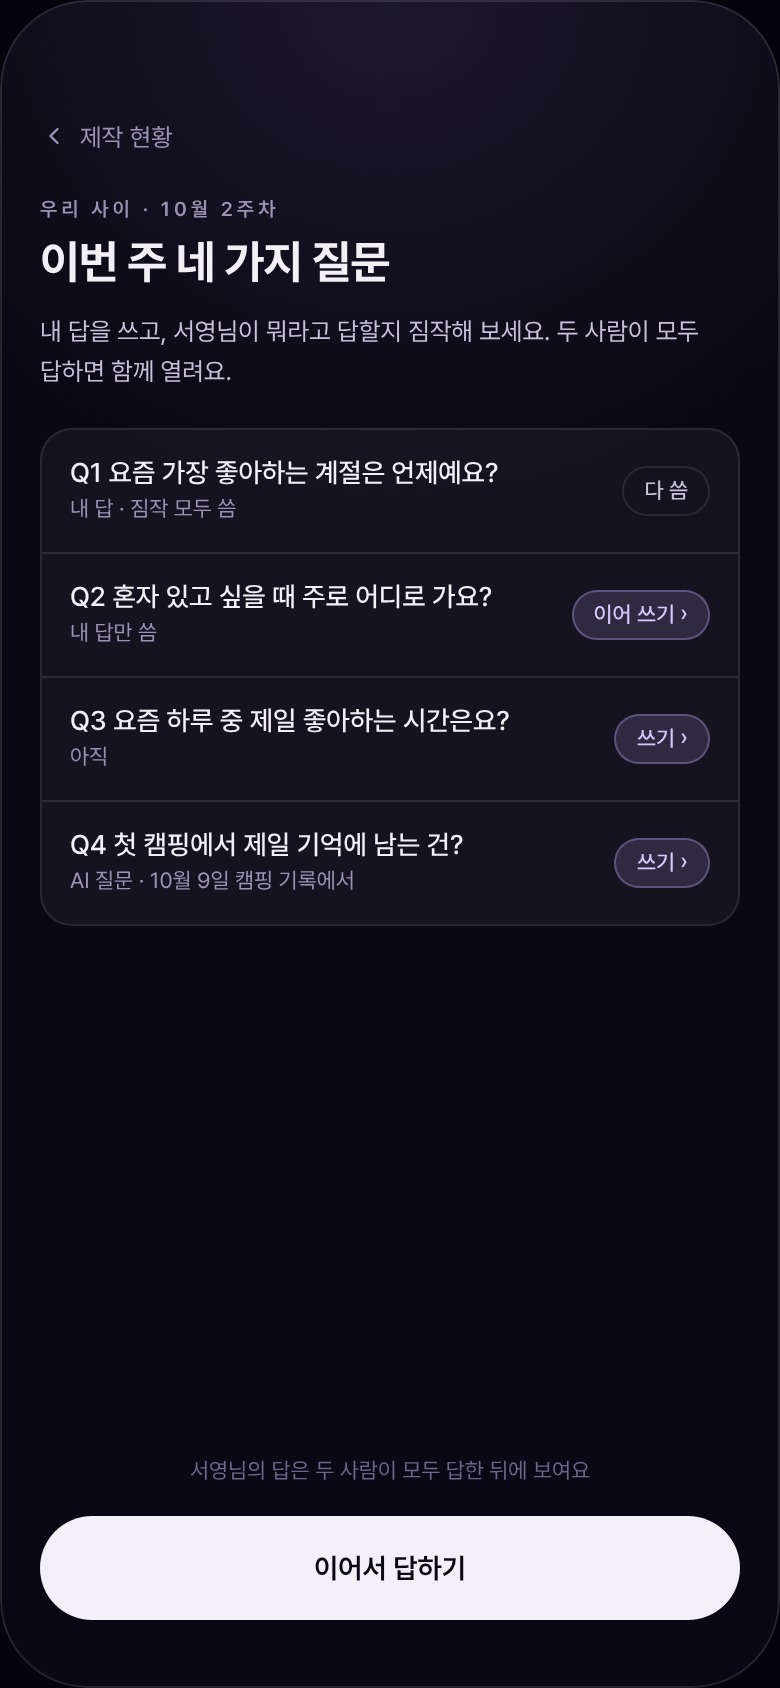 제작 현황
우리 사이 · 10월 2주차
이번 주 네 가지 질문
내 답을 쓰고, 서영님이 뭐라고 답할지 짐작해 보세요. 두 사람이 모두
답하면 함께 열려요.
Q1 요즘 가장 좋아하는 계절은 언제예요?
내 답 · 짐작 모두 씀
다 씀
Q2 혼자 있고 싶을 때 주로 어디로 가요?
내 답만 씀
이어 쓰기 ›
Q3 요즘 하루 중 제일 좋아하는 시간은요?
아직
쓰기 ›
Q4 첫 캠핑에서 제일 기억에 남는 건?
AI 질문 · 10월 9일 캠핑 기록에서
쓰기 ›
서영님의 답은 두 사람이 모두 답한 뒤에 보여요
이어서 답하기